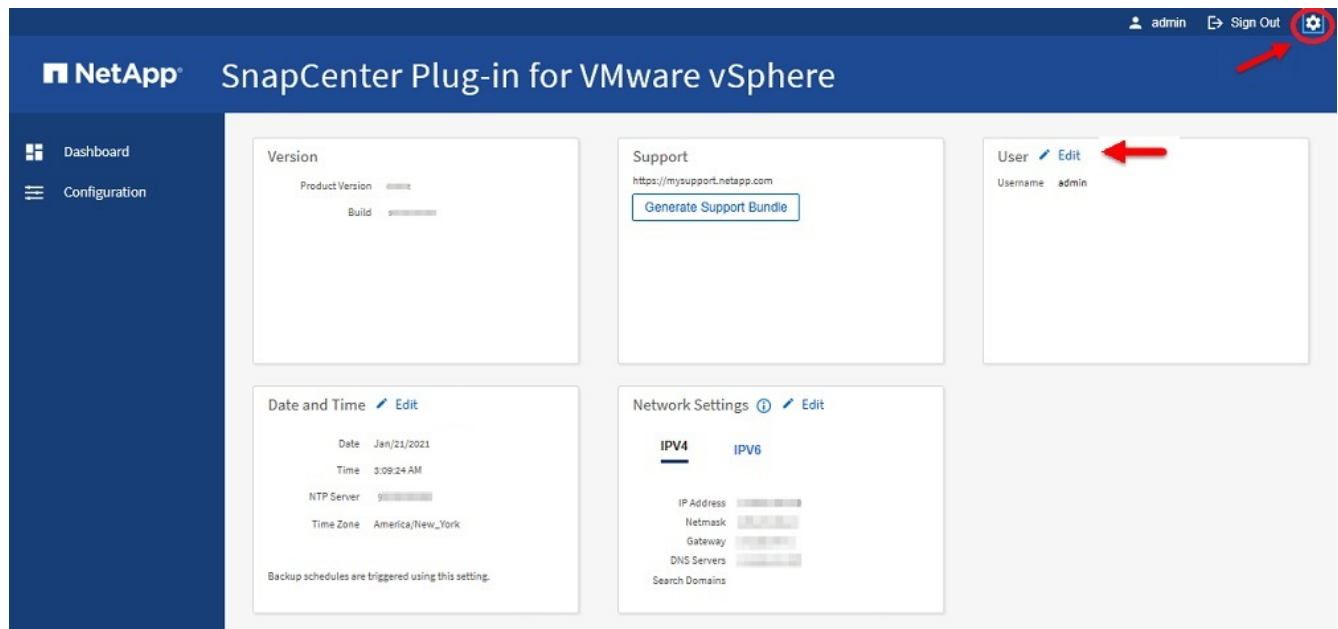 admin Sign Out
NetApp® SnapCenter Plug-in for VMware vSphere
Dashboard
Configuration
Version
Product Version
Build
Support
https://mysupport.netapp.com
Generate Support Bundle
User Edit
Username admin
Date and Time Edit
Date Jan/21/2021
Time 3:09:24 AM
NTP Server
Time Zone America/New_York
Backup schedules are triggered using this setting.
Network Settings Edit
IPV4 IPV6
IP Address
Netmask
Gateway
DNS Servers
Search Domains